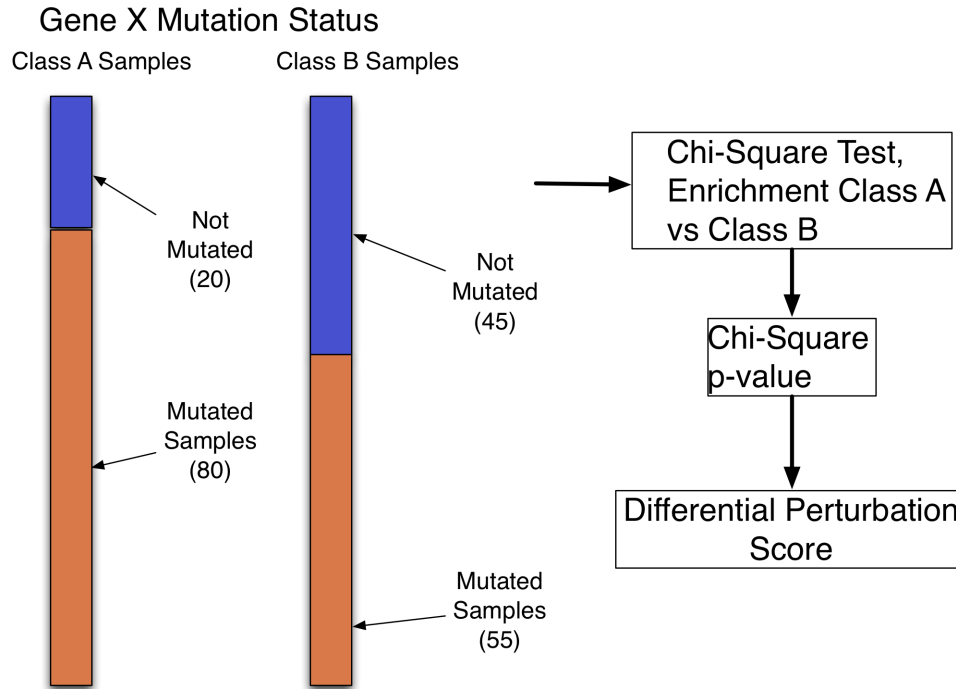 Gene X Mutation Status
Class A Samples
Class B Samples
Not
Mutated
(20)
Mutated
Samples
(80)
Not
Mutated
(45)
Mutated
Samples
(55)
Chi-Square Test,
Enrichment Class A
vs Class B
Chi-Square
p-value
Differential Perturbation
Score